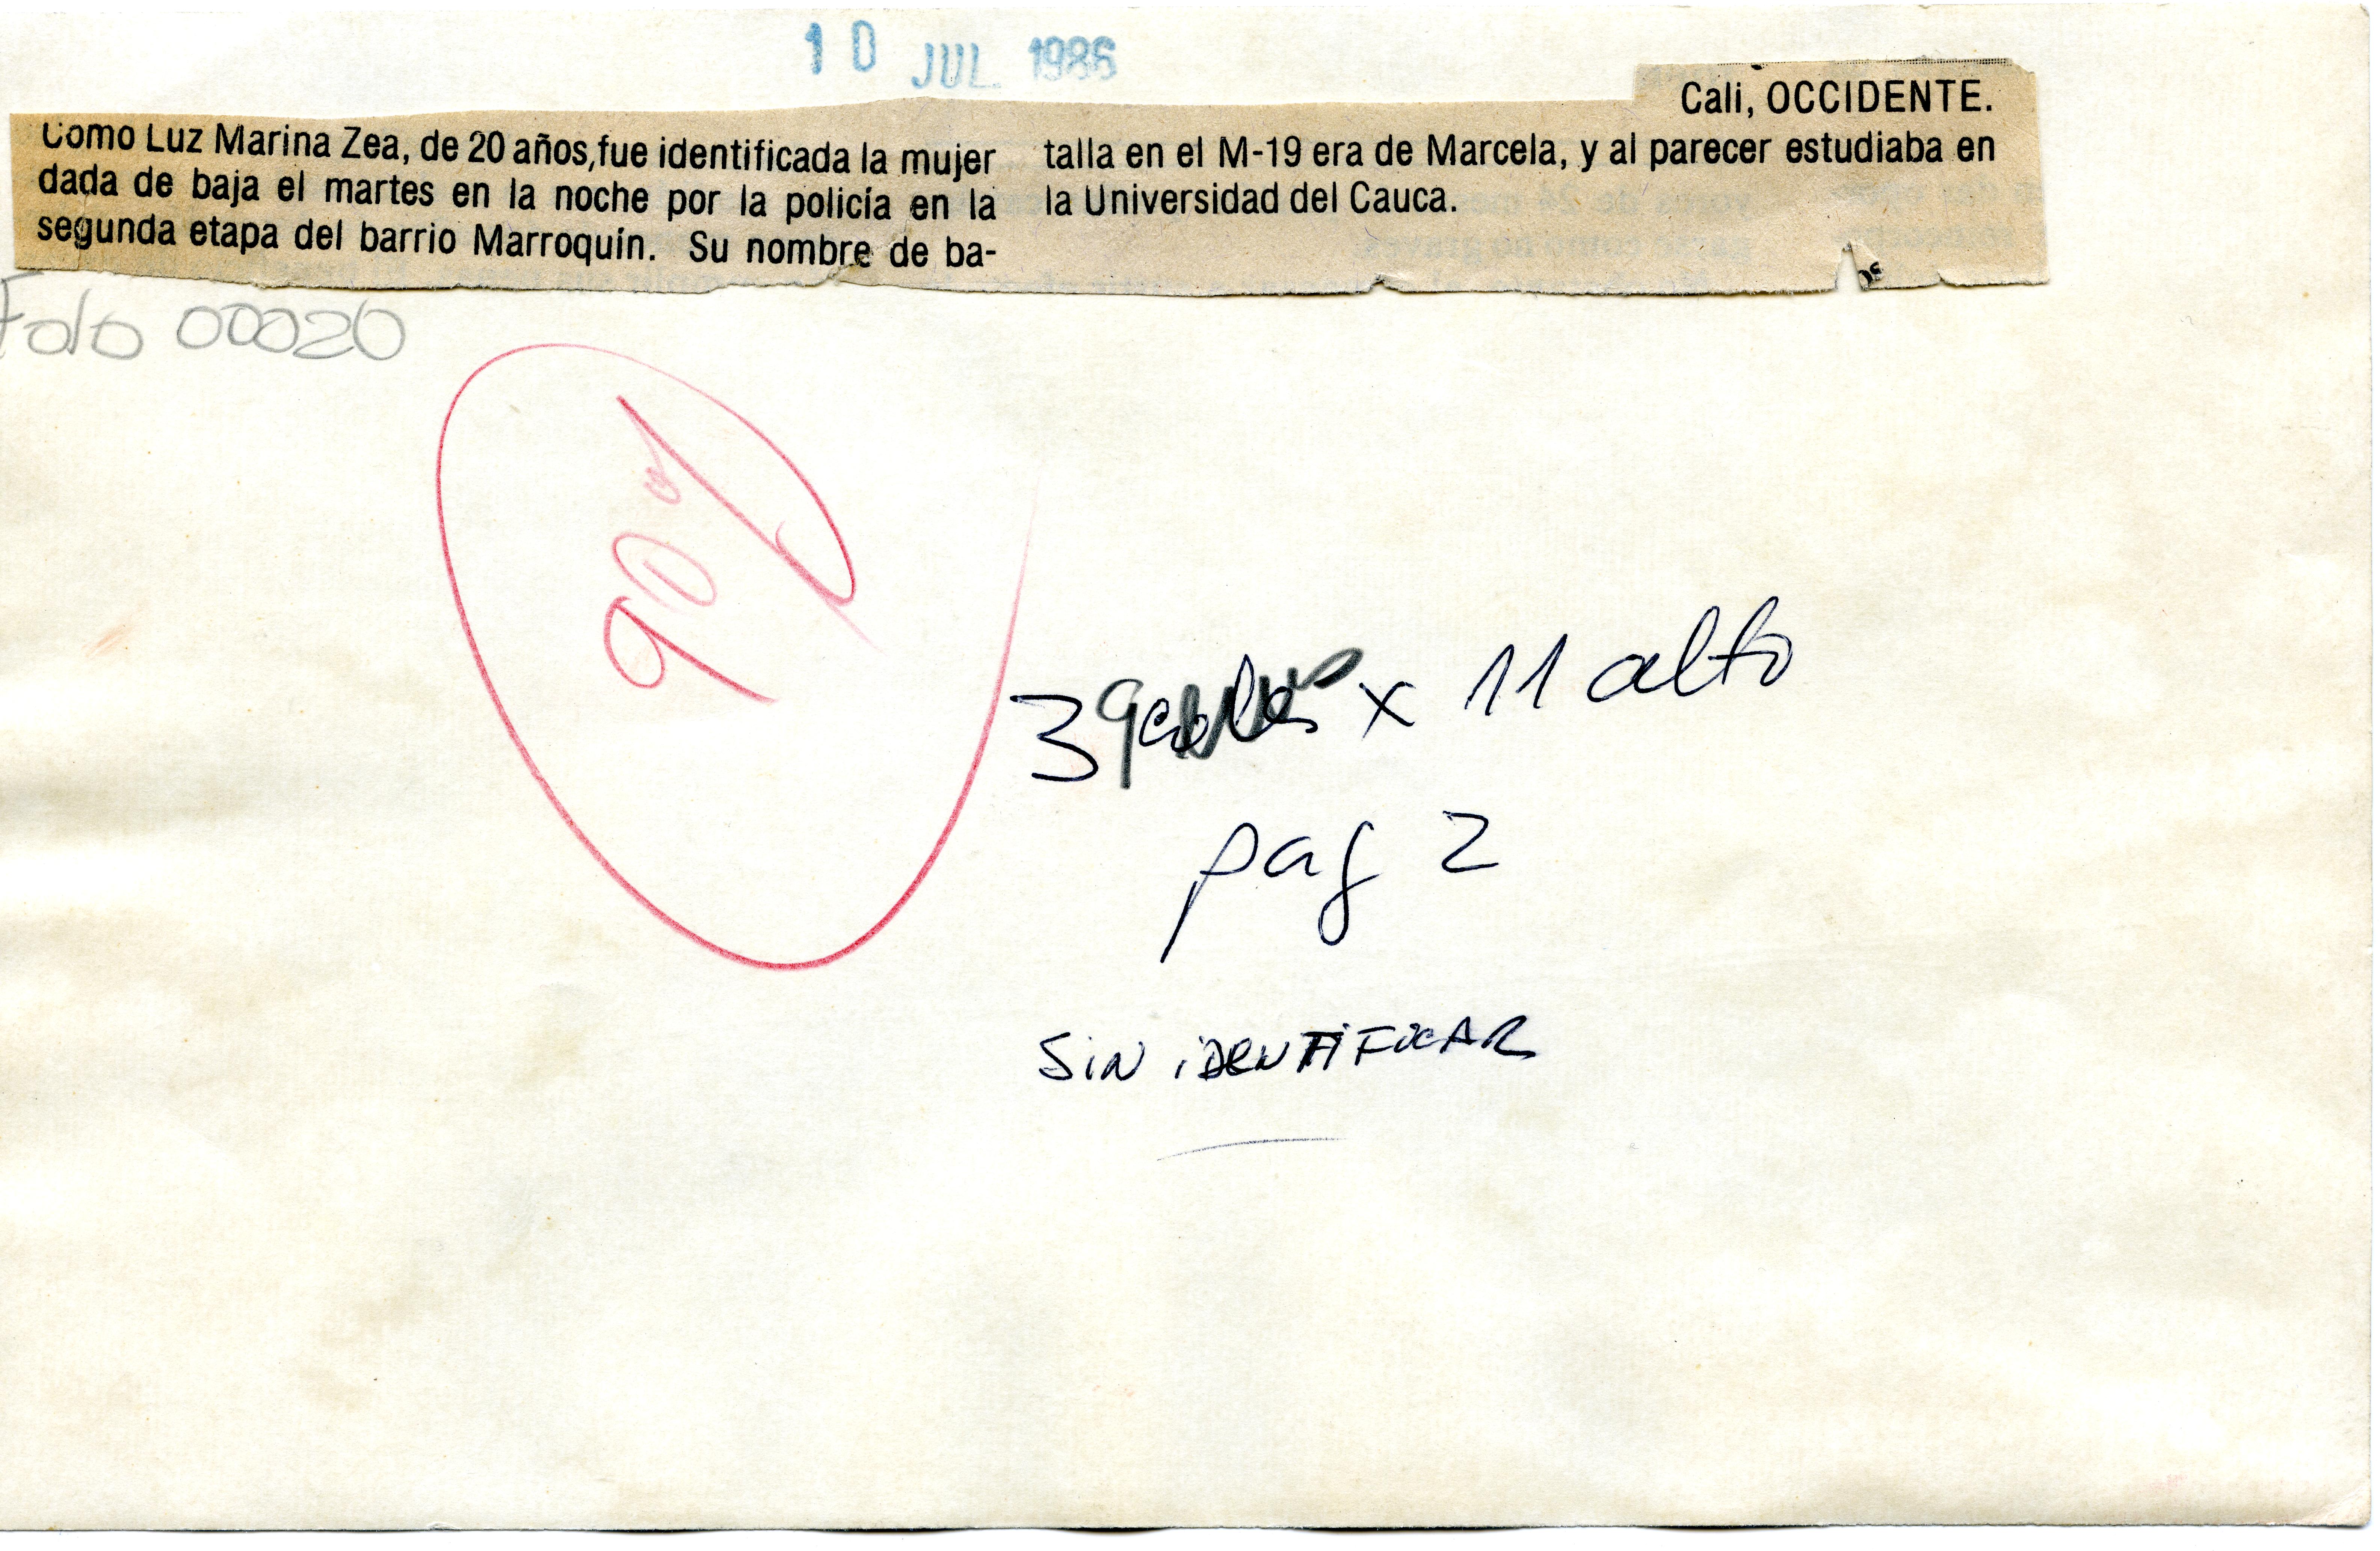 10 JUL. 1986
Cali, OCCIDENTE.
Como Luz Marina Zea, de 20 años, fue identificada la mujer
dada de baja el martes en la noche por la policía en la
segunda etapa del barrio Marroquín. Su nombre de ba-
talla en el M-19 era de Marcela, y al parecer estudiaba en
la Universidad del Cauca.
Foto 00020
90%
39 x 11 alto
pag 2
SiN iDENTiFiCAR